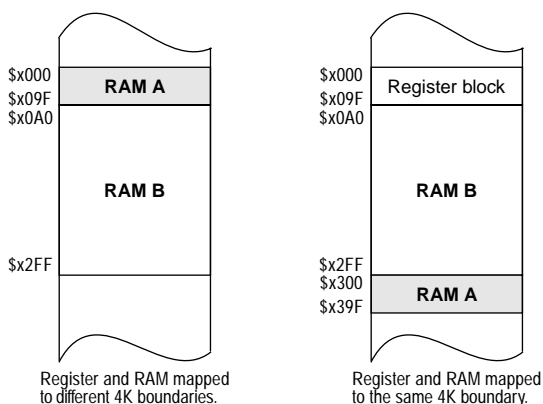 $x000
RAM A
$x09F
$x0A0
RAM B
$x2FF
Register and RAM mapped
to different 4K boundaries.
$x000
Register block
$x09F
$x0A0
RAM B
$x2FF
$x300
RAM A
$x39F
Register and RAM mapped
to the same 4K boundary.